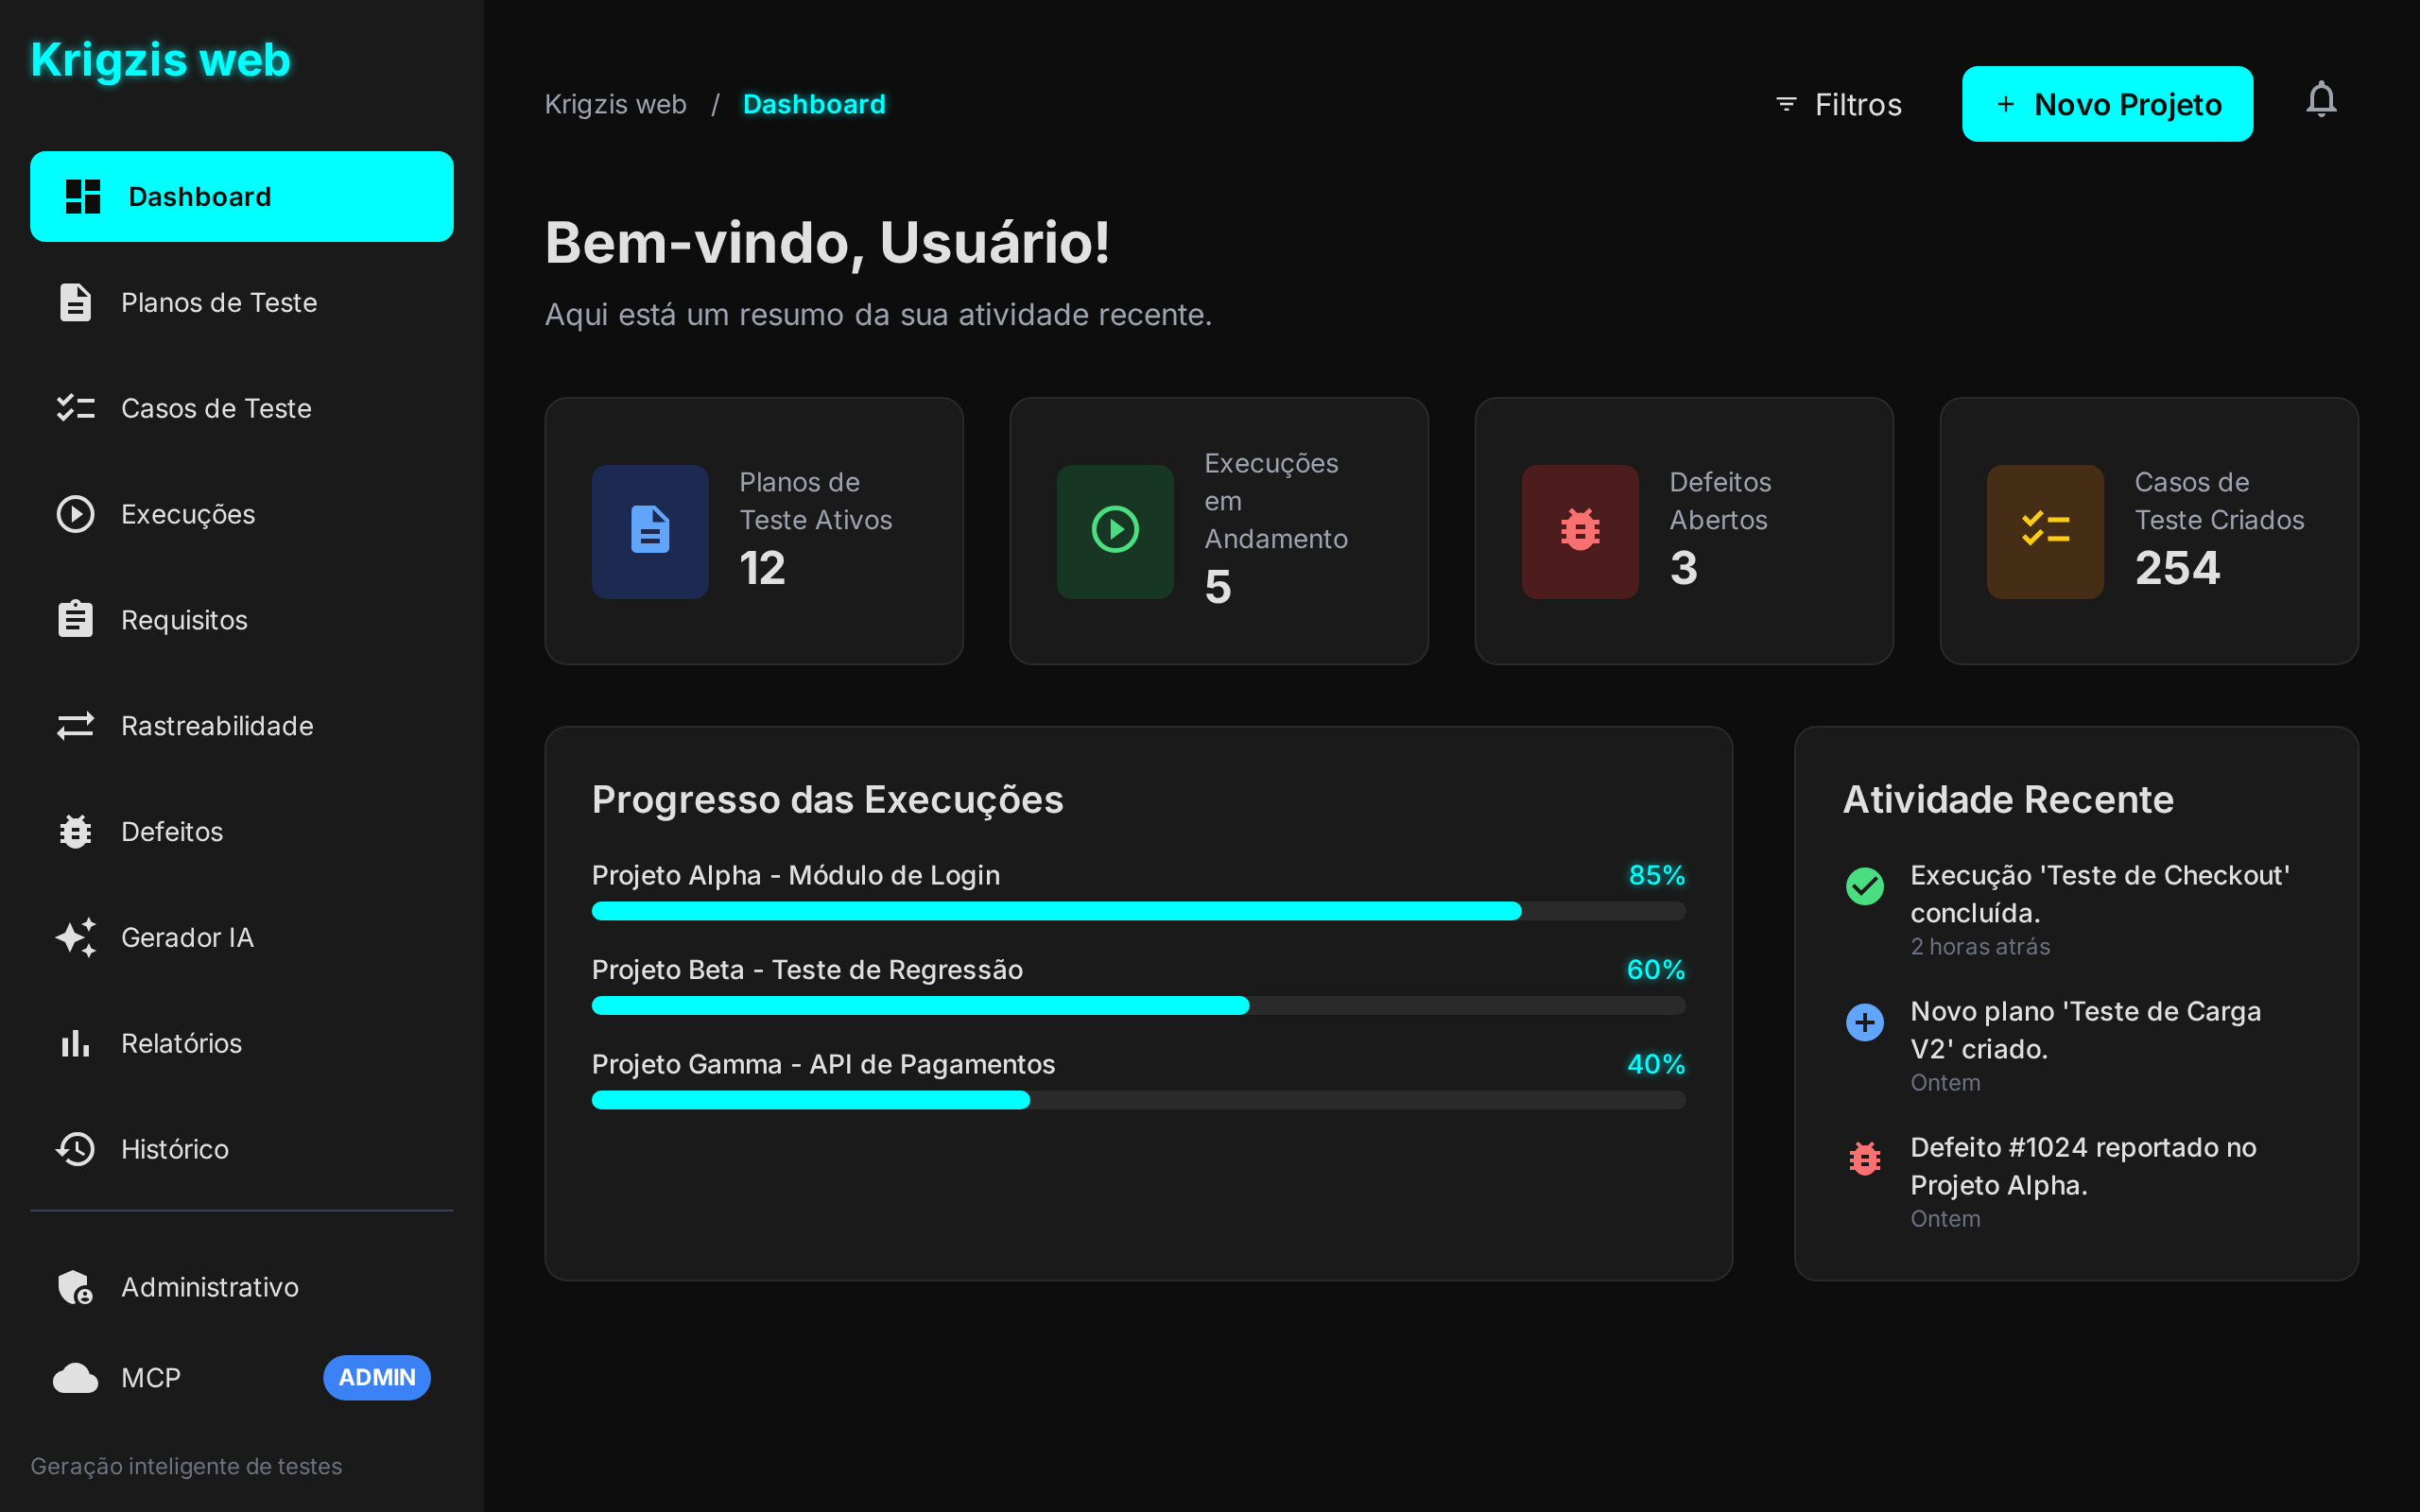 Krigzis web
Dashboard
Planos de Teste
Casos de Teste
Execuções
Requisitos
Rastreabilidade
Defeitos
Gerador IA
Relatórios
Histórico
Administrativo
MCP ADMIN
Geração inteligente de testes
Krigzis web / Dashboard
Filtros
+ Novo Projeto
Bem-vindo, Usuário!
Aqui está um resumo da sua atividade recente.
Planos de
Teste Ativos
12
Execuções
em
Andamento
5
Defeitos
Abertos
3
Casos de
Teste Criados
254
Progresso das Execuções
Projeto Alpha - Módulo de Login 85%
Projeto Beta - Teste de Regressão 60%
Projeto Gamma - API de Pagamentos 40%
Atividade Recente
Execução 'Teste de Checkout'
concluída.
2 horas atrás
Novo plano 'Teste de Carga
V2' criado.
Ontem
Defeito #1024 reportado no
Projeto Alpha.
Ontem